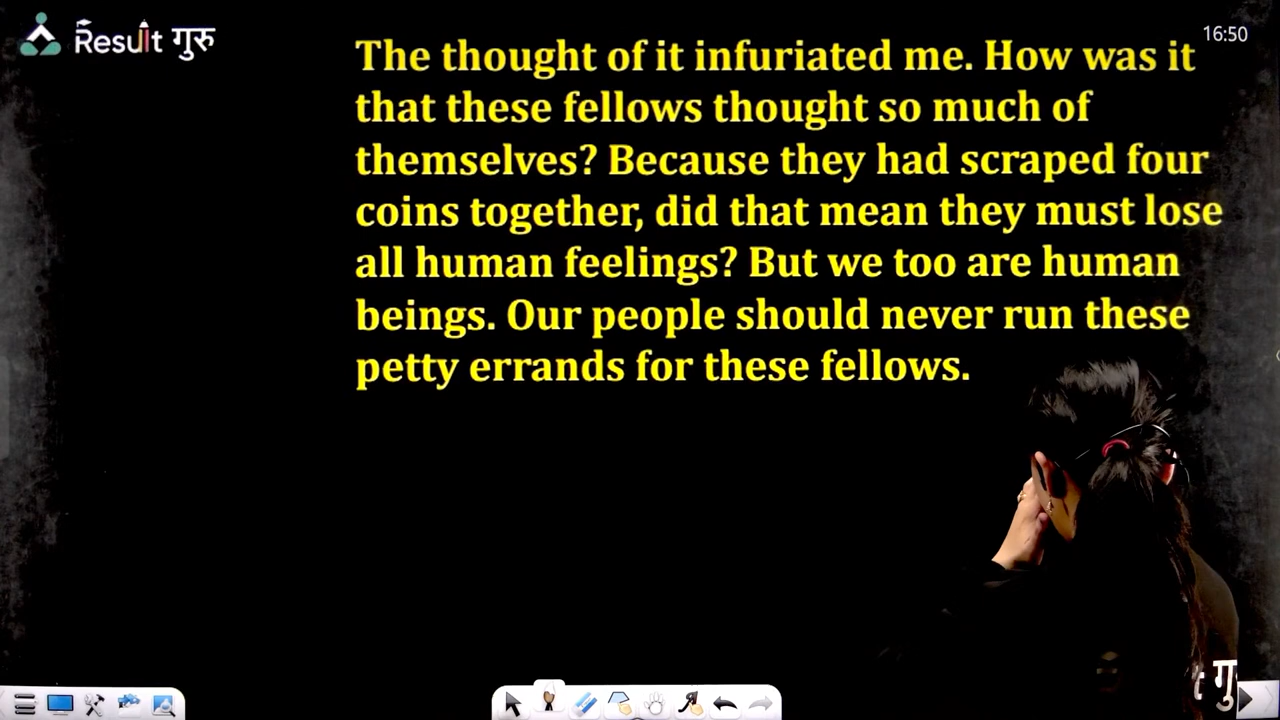 Result गुरु
16:50
The thought of it infuriated me. How was it
that these fellows thought so much of
themselves? Because they had scraped four
coins together, did that mean they must lose
all human feelings? But we too are human
beings. Our people should never run these
petty errands for these fellows.
t गु